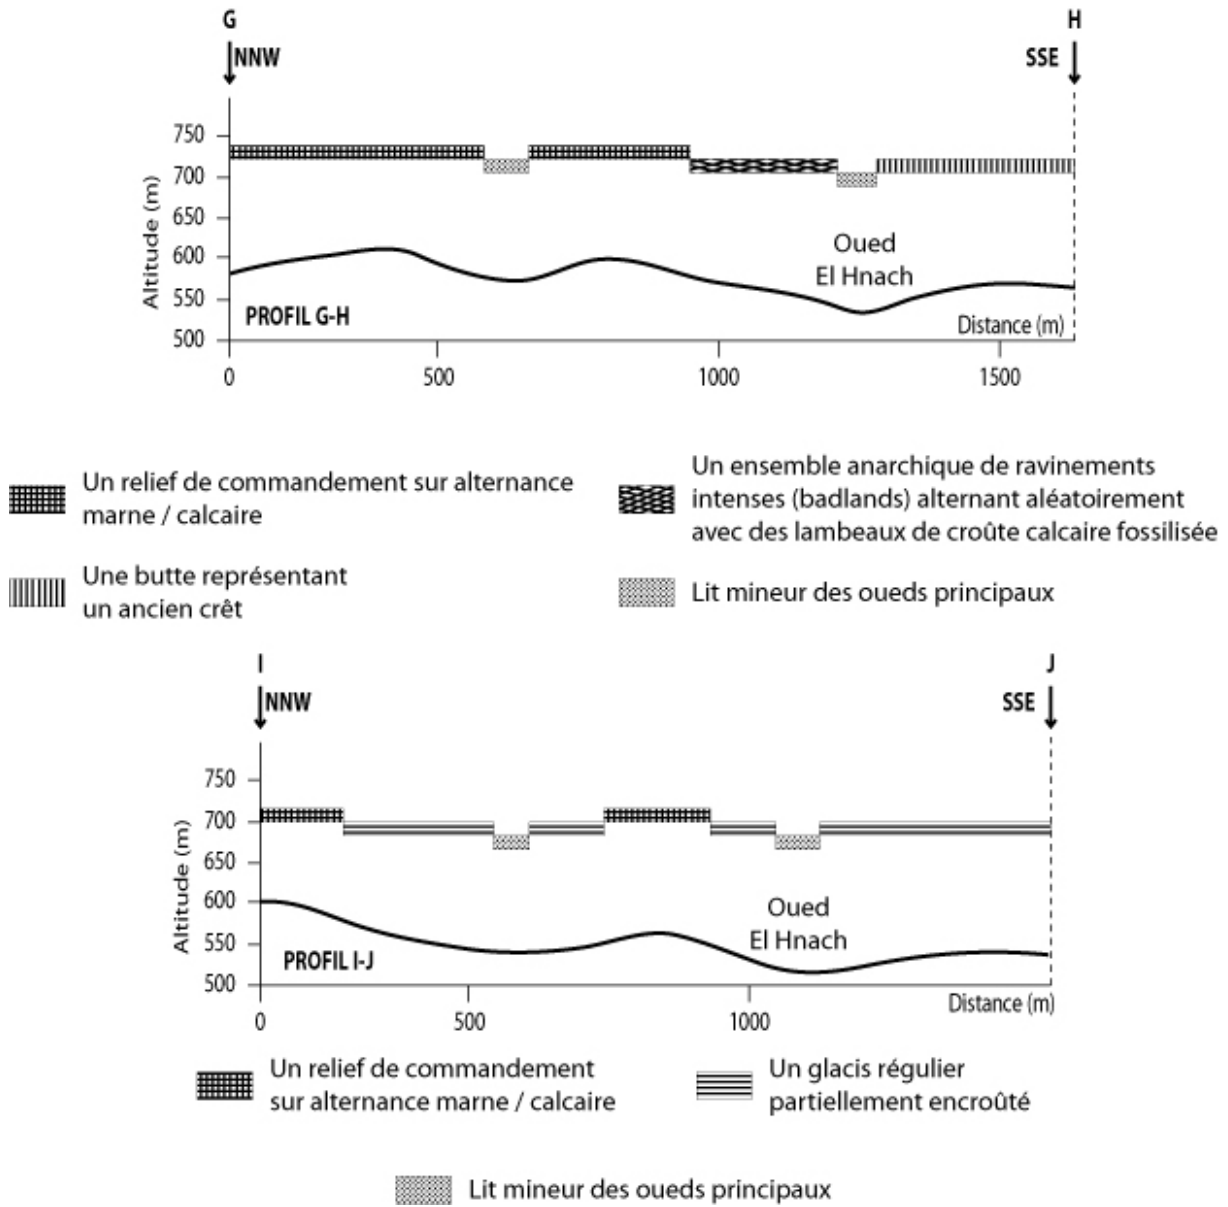 G
H
NNW
SSE
Altitude (m)
750
700
650
600
550
500
Oued
El Hnach
PROFIL G-H
Distance (m)
0
500
1000
1500
Un relief de commandement sur alternance
marne / calcaire
Un ensemble anarchique de ravinements
intenses (badlands) alternant aléatoirement
avec des lambeaux de croûte calcaire fossilisée
Une butte représentant
un ancien crêt
Lit mineur des oueds principaux
I
J
NNW
SSE
Altitude (m)
750
700
650
600
550
500
Oued
El Hnach
PROFIL I-J
Distance (m)
0
500
1000
Un relief de commandement
sur alternance marne / calcaire
Un glacis régulier
partiellement encroûté
Lit mineur des oueds principaux